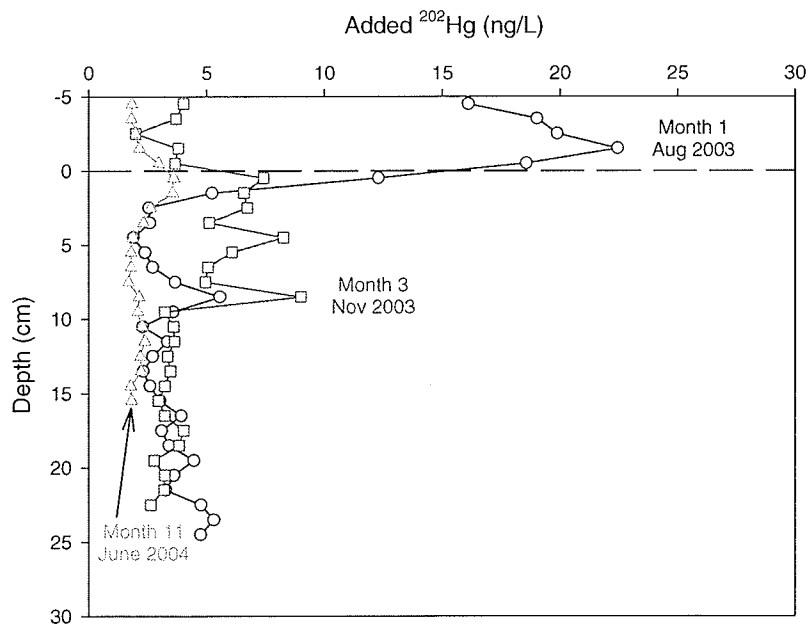 Added ²⁰²Hg (ng/L)
0 5 10 15 20 25 30
-5
0
5
10
15
20
25
30
Depth (cm)
Month 1
Aug 2003
Month 3
Nov 2003
Month 11
June 2004